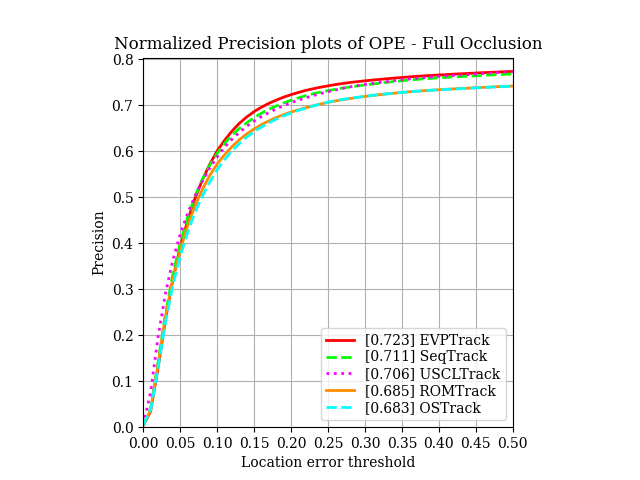 Normalized Precision plots of OPE - Full Occlusion
Precision
0.8
0.7
0.6
0.5
0.4
0.3
0.2
0.1
0.0
[0.723] EVPTrack
[0.711] SeqTrack
[0.706] USCLTrack
[0.685] ROMTrack
[0.683] OSTrack
0.00 0.05 0.10 0.15 0.20 0.25 0.30 0.35 0.40 0.45 0.50
Location error threshold